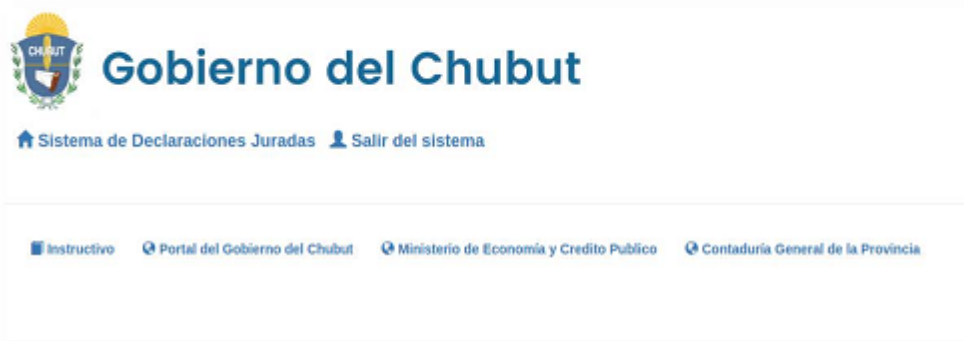 CHUBUT
Gobierno del Chubut
Sistema de Declaraciones Juradas Salir del sistema
Instructivo Portal del Gobierno del Chubut Ministerio de Economía y Credito Publico Contaduría General de la Provincia